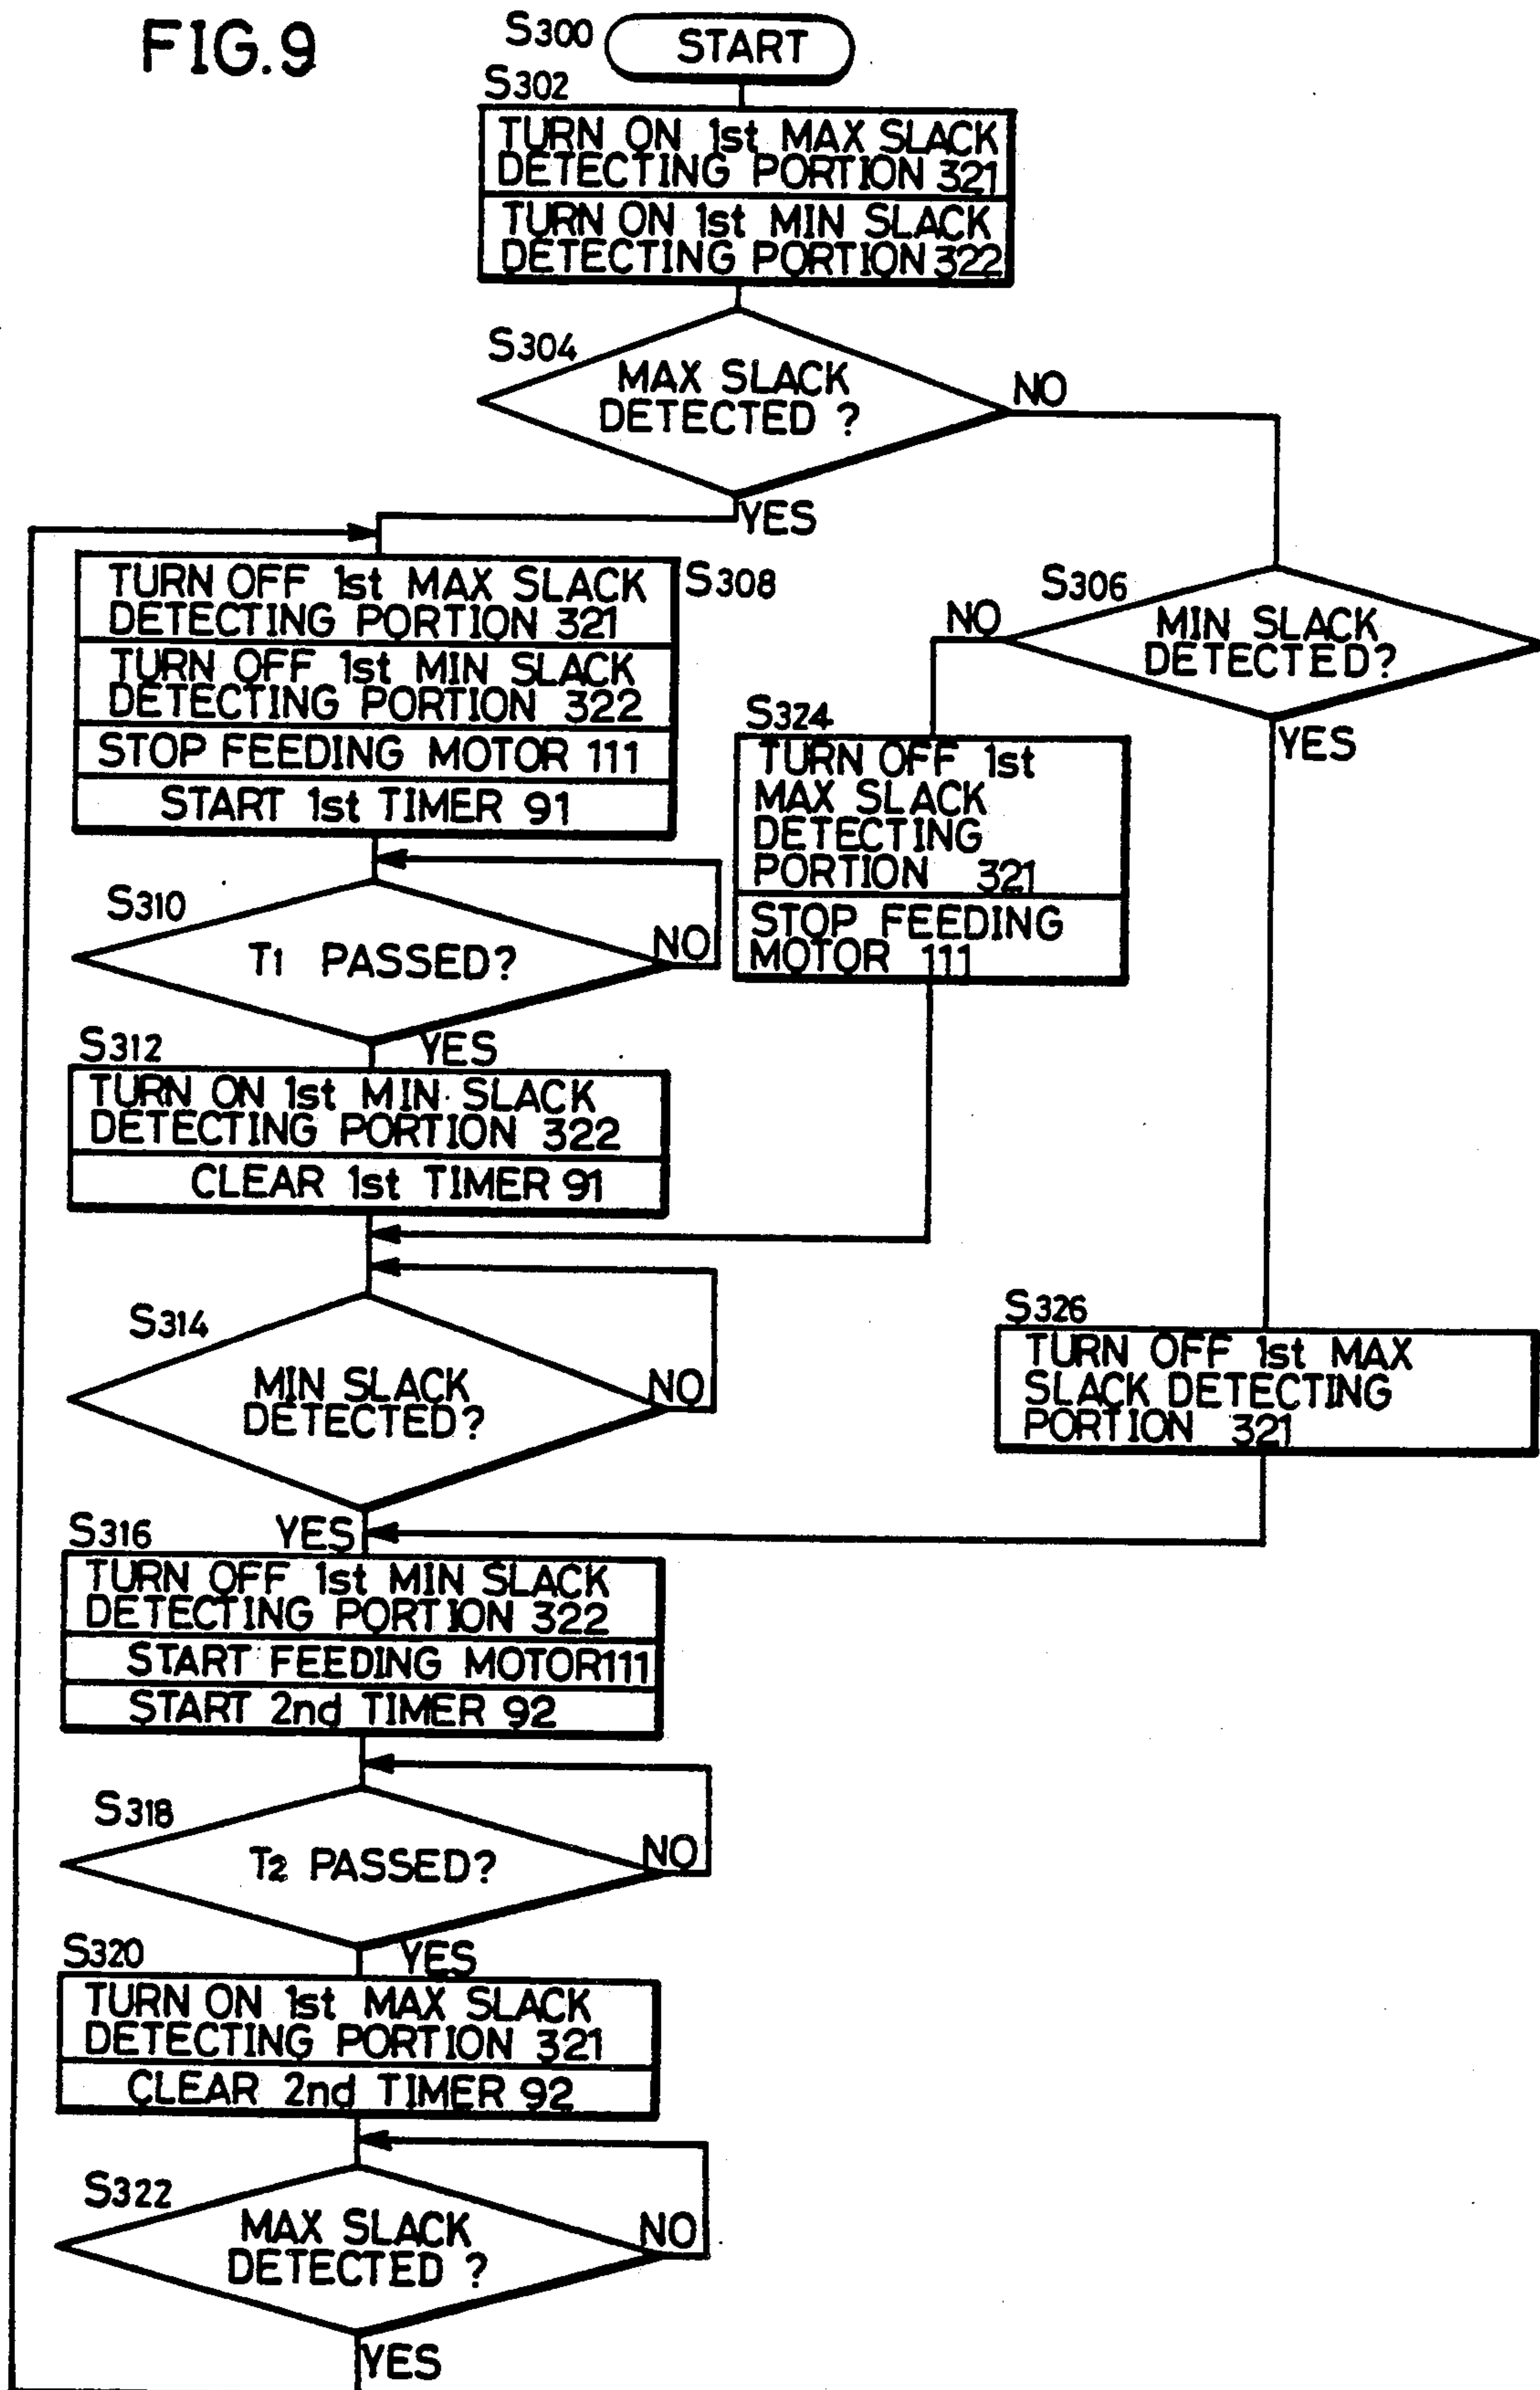 FIG.9
S300
START
S302
TURN ON 1st MAX SLACK
DETECTING PORTION 321
TURN ON 1st MIN SLACK
DETECTING PORTION 322
S304
MAX SLACK
DETECTED ?
NO
YES
TURN OFF 1st MAX SLACK
DETECTING PORTION 321
TURN OFF 1st MIN SLACK
DETECTING PORTION 322
STOP FEEDING MOTOR 111
START 1st TIMER 91
S308
S306
NO
MIN SLACK
DETECTED?
YES
S324
TURN OFF 1st
MAX SLACK
DETECTING
PORTION 321
STOP FEEDING
MOTOR 111
S310
T1 PASSED?
NO
YES
S312
TURN ON 1st MIN SLACK
DETECTING PORTION 322
CLEAR 1st TIMER 91
S314
MIN SLACK
DETECTED?
NO
YES
S326
TURN OFF 1st MAX
SLACK DETECTING
PORTION 321
S316
TURN OFF 1st MIN SLACK
DETECTING PORTION 322
START FEEDING MOTOR111
START 2nd TIMER 92
S318
T2 PASSED?
NO
YES
S320
TURN ON 1st MAX SLACK
DETECTING PORTION 321
CLEAR 2nd TIMER 92
S322
MAX SLACK
DETECTED ?
NO
YES